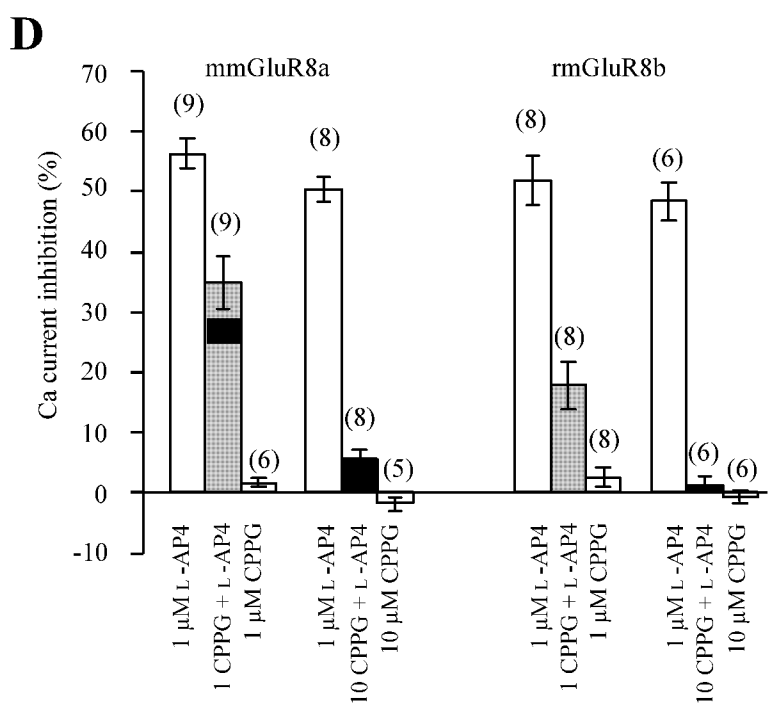 D
mmGluR8a
rmGluR8b
Ca current inhibition (%)
70
60
50
40
30
20
10
0
-10
(9)
(9)
(6)
(8)
(8)
(5)
(8)
(8)
(8)
(6)
(6)
(6)
1 µM L -AP4
1 CPPG + L -AP4
1 µM CPPG
1 µM L -AP4
10 CPPG + L -AP4
10 µM CPPG
1 µM L -AP4
1 CPPG + L -AP4
1 µM CPPG
1 µM L -AP4
10 CPPG + L -AP4
10 µM CPPG